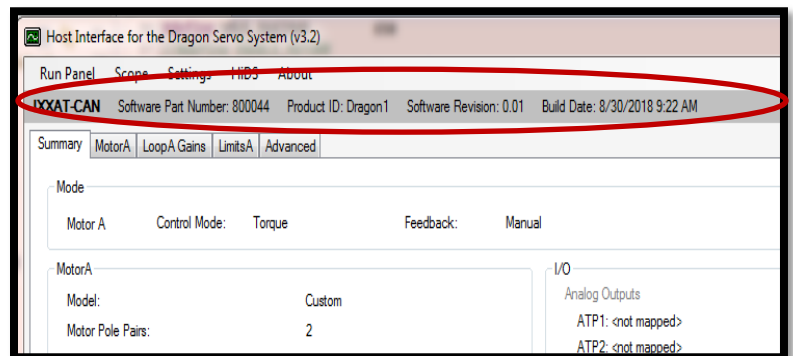 Host Interface for the Dragon Servo System (v3.2)
Run Panel Scope Settings HiDS About
IXXAT-CAN Software Part Number: 800044 Product ID: Dragon1 Software Revision: 0.01 Build Date: 8/30/2018 9:22 AM
Summary MotorA LoopA Gains LimitsA Advanced
Mode
Motor A Control Mode: Torque Feedback: Manual
MotorA I/O
Model: Custom Analog Outputs
Motor Pole Pairs: 2 ATP1: <not mapped>
ATP2: <not mapped>